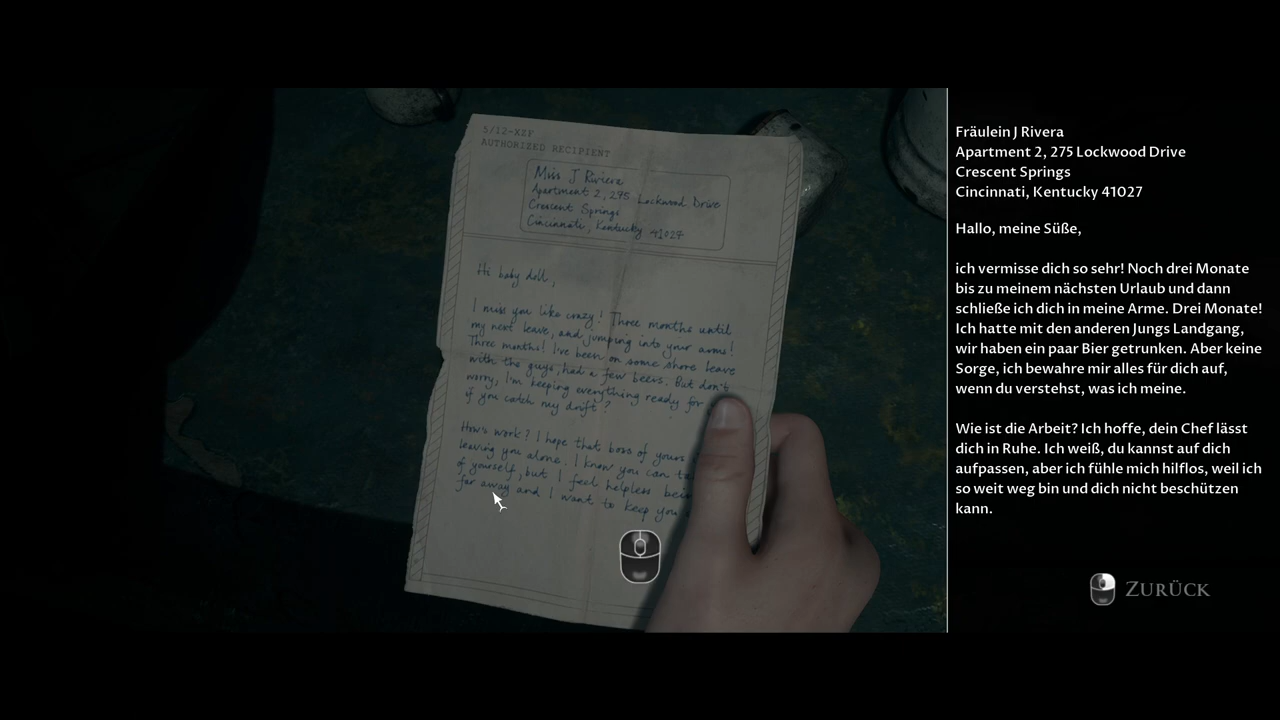 5/12-XZF
AUTHORIZED RECIPIENT
Miss J Riviera
Apartment 2, 275 Lockwood Drive
Crescent Springs
Cincinnati, Kentucky 41027
Hi baby doll,
I miss you like crazy! Three months until
my next leave, and jumping into your arms!
Three months! I've been on some shore leave
with the guys, had a few beers. But don't
worry, I'm keeping everything ready for
if you catch my drift?
How's work? I hope that boss of yours
leaving you alone. I know you can
of yourself, but I feel helpless
far away and I want to keep you
Fräulein J Rivera
Apartment 2, 275 Lockwood Drive
Crescent Springs
Cincinnati, Kentucky 41027
Hallo, meine Süße,
ich vermisse dich so sehr! Noch drei Monate
bis zu meinem nächsten Urlaub und dann
schließe ich dich in meine Arme. Drei Monate!
Ich hatte mit den anderen Jungs Landgang,
wir haben ein paar Bier getrunken. Aber keine
Sorge, ich bewahre mir alles für dich auf,
wenn du verstehst, was ich meine.
Wie ist die Arbeit? Ich hoffe, dein Chef lässt
dich in Ruhe. Ich weiß, du kannst auf dich
aufpassen, aber ich fühle mich hilflos, weil ich
so weit weg bin und dich nicht beschützen
kann.
ZURÜCK